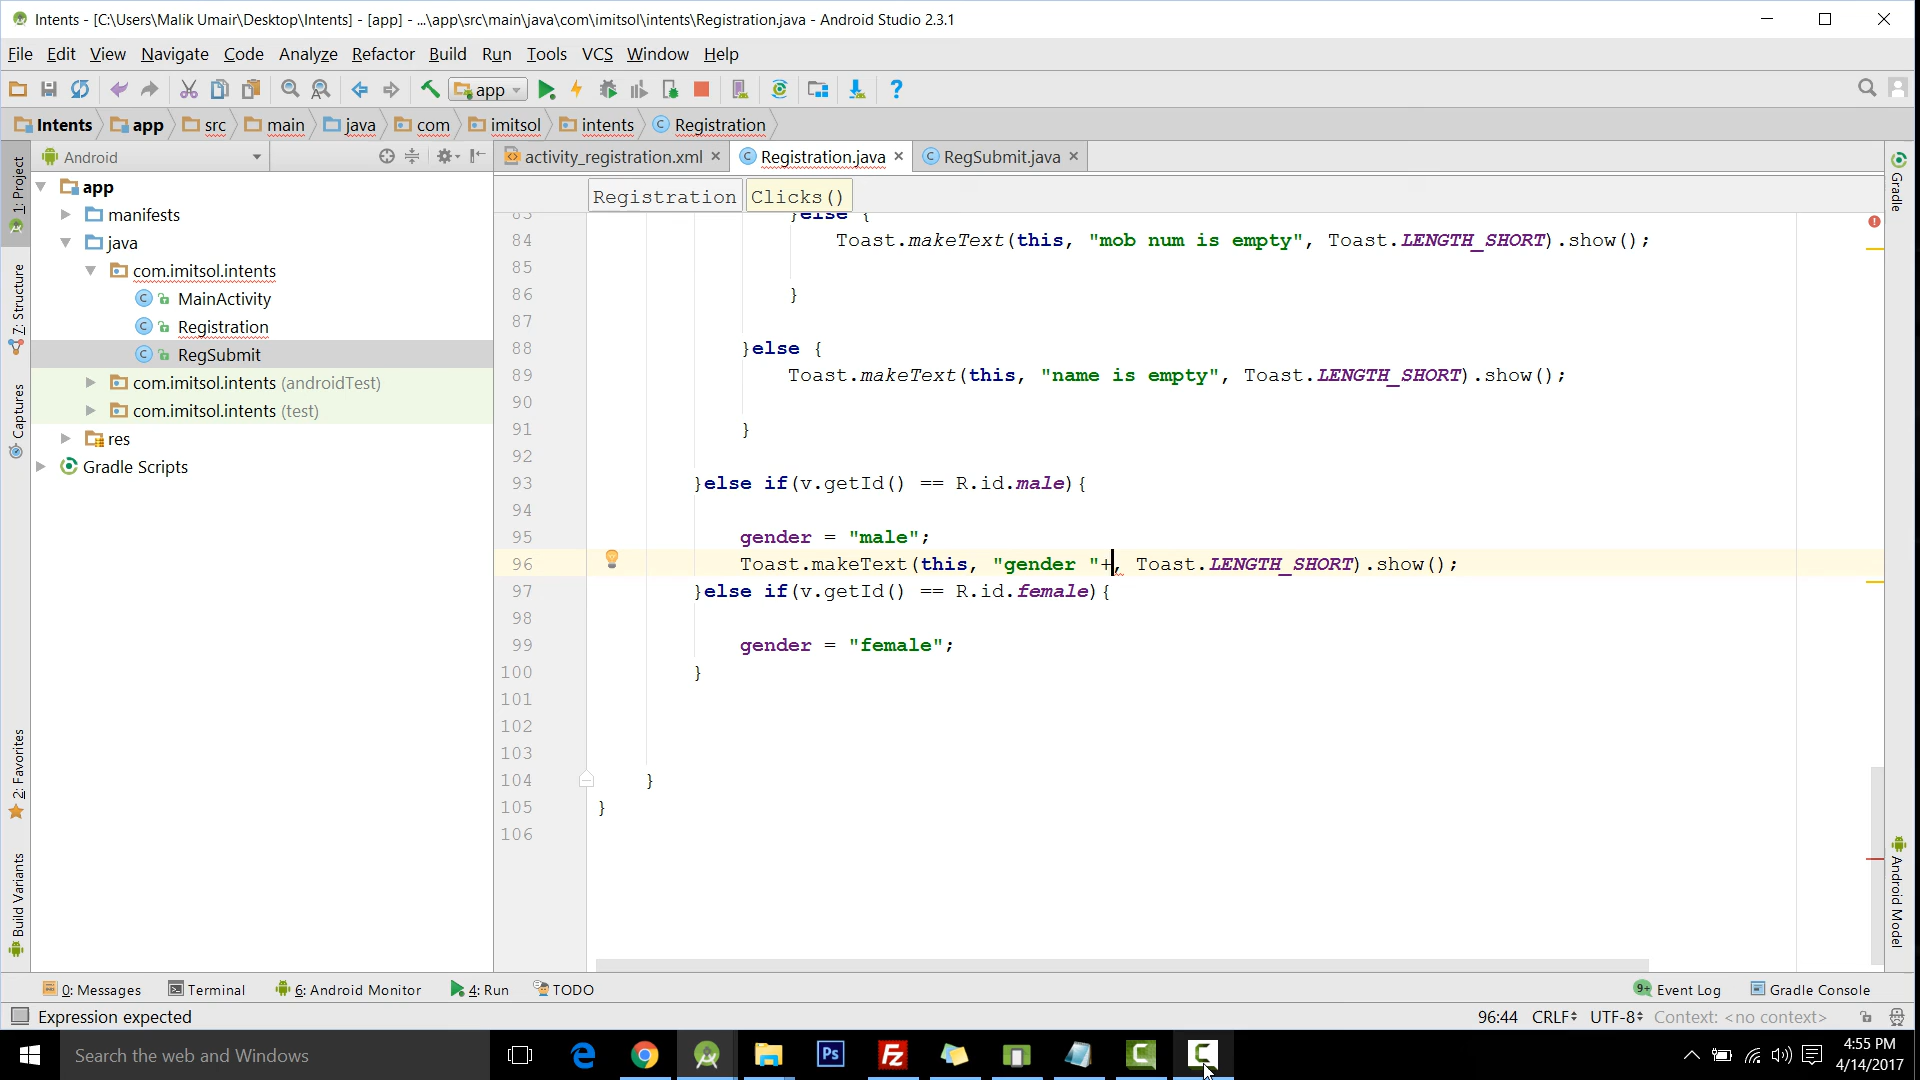 Intents - [C:\Users\Malik Umair\Desktop\Intents] - [app] - ...\app\src\main\java\com\imitsol\intents\Registration.java - Android Studio 2.3.1
File Edit View Navigate Code Analyze Refactor Build Run Tools VCS Window Help
app
Intents app src main java com imitsol intents Registration
Android
activity_registration.xml Registration.java RegSubmit.java
Registration Clicks()
1: Project
7: Structure
Captures
2: Favorites
Build Variants
app
manifests
java
com.imitsol.intents
MainActivity
Registration
RegSubmit
com.imitsol.intents (androidTest)
com.imitsol.intents (test)
res
Gradle Scripts
83 }else {
84 Toast.makeText(this, "mob num is empty", Toast.LENGTH_SHORT).show();
85
86 }
87
88 }else {
89 Toast.makeText(this, "name is empty", Toast.LENGTH_SHORT).show();
90
91 }
92
93 }else if(v.getId() == R.id.male){
94
95 gender = "male";
96 Toast.makeText(this, "gender "+, Toast.LENGTH_SHORT).show();
97 }else if(v.getId() == R.id.female){
98
99 gender = "female";
100 }
101
102
103
104 }
105 }
106
Gradle
Android Model
0: Messages Terminal 6: Android Monitor 4: Run TODO 9+ Event Log Gradle Console
Expression expected 96:44 CRLF UTF-8 Context: <no context>
Search the web and Windows
Ps
Fz
4:55 PM
4/14/2017